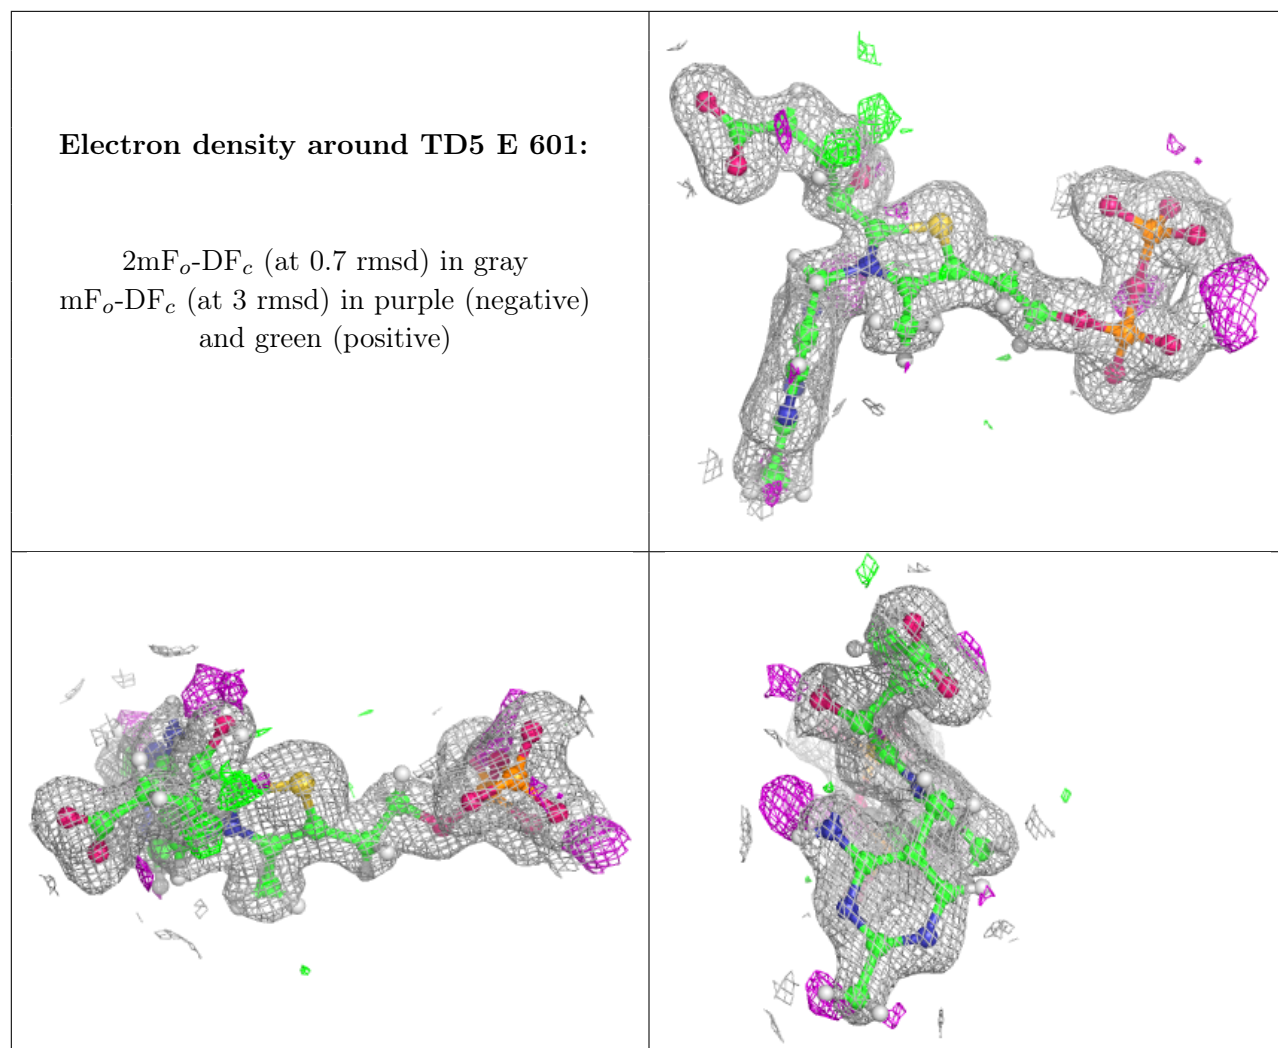 Electron density around TD5 E 601:
2mFo-DFc (at 0.7 rmsd) in gray
mFo-DFc (at 3 rmsd) in purple (negative)
and green (positive)